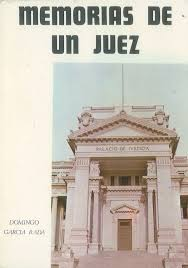 MEMORIAS DE
UN JUEZ
PALACIO DE JUSTICIA
DOMINGO
GARCIA RADA